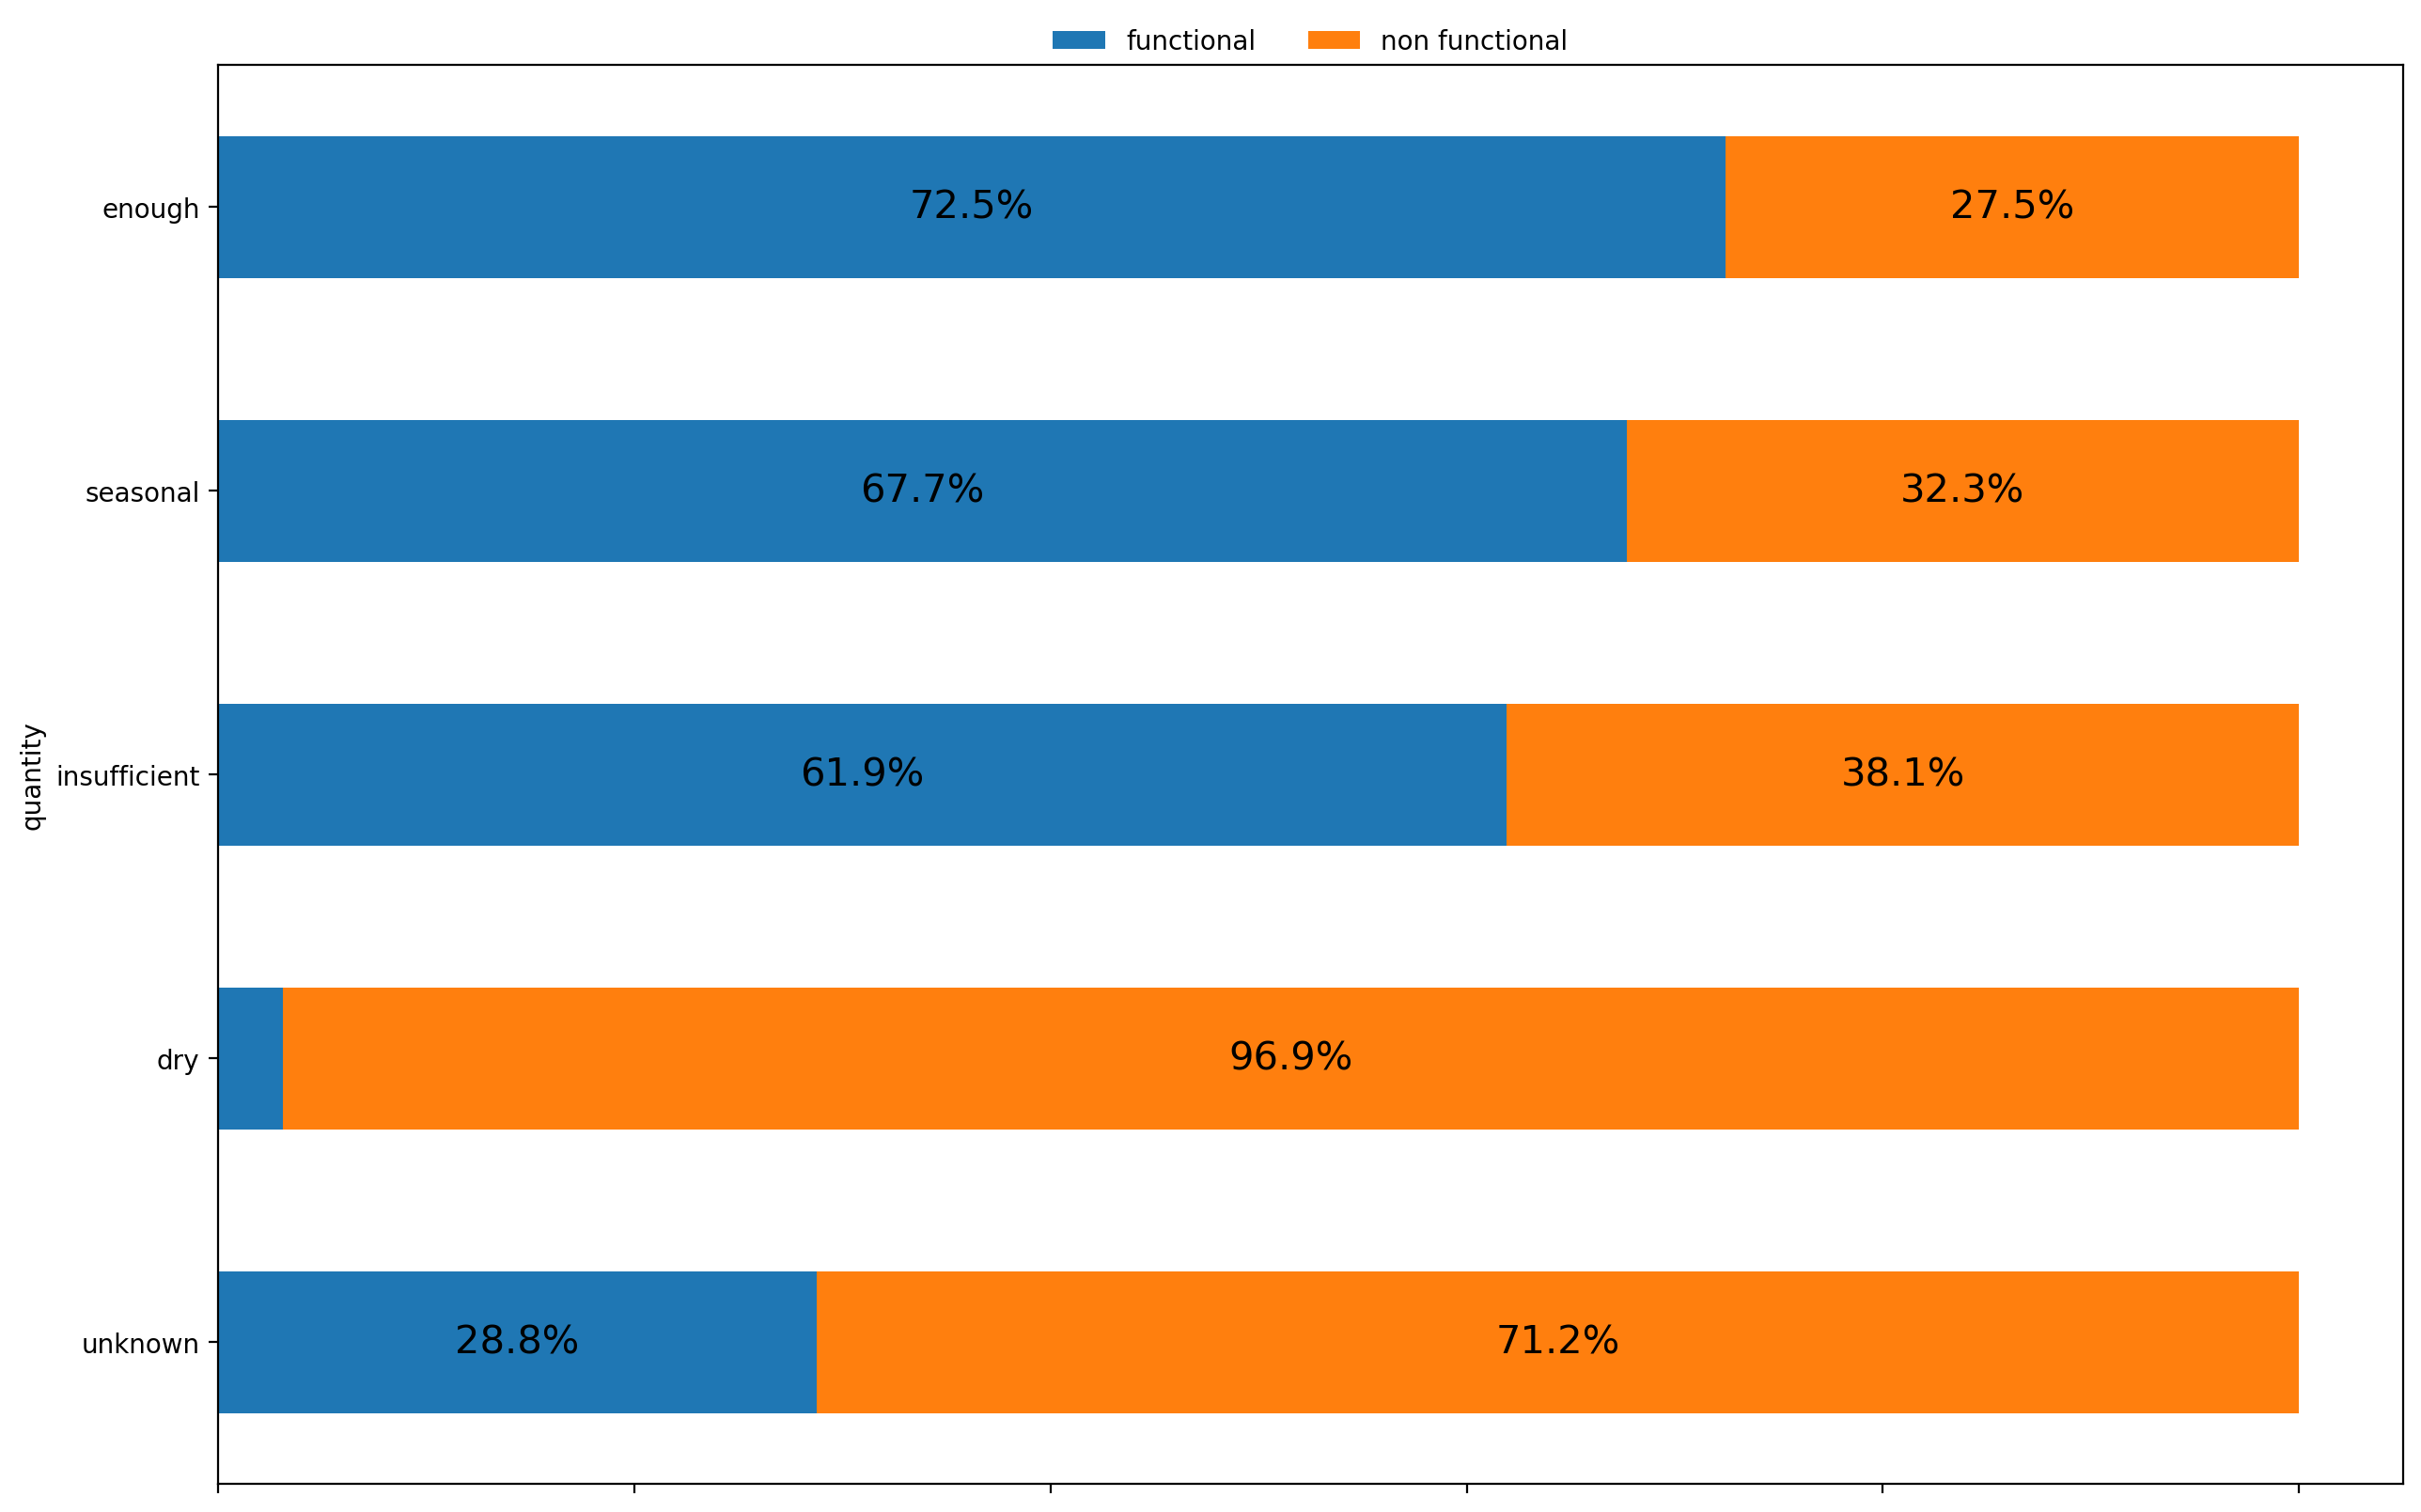 functional non functional
enough 72.5% 27.5%
seasonal 67.7% 32.3%
quantity
insufficient 61.9% 38.1%
dry 96.9%
unknown 28.8% 71.2%